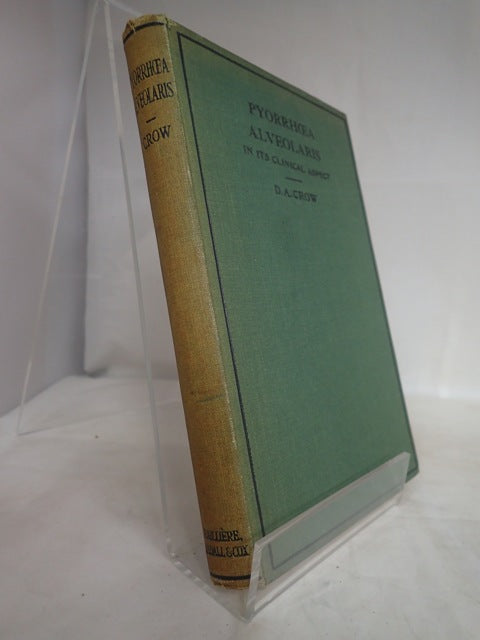 PYORRHŒA
ALVEOLARIS
CROW
BAILLIÈRE,
TINDALL & COX
PYORRHŒA
ALVEOLARIS
IN ITS CLINICAL ASPECT
D.A. CROW